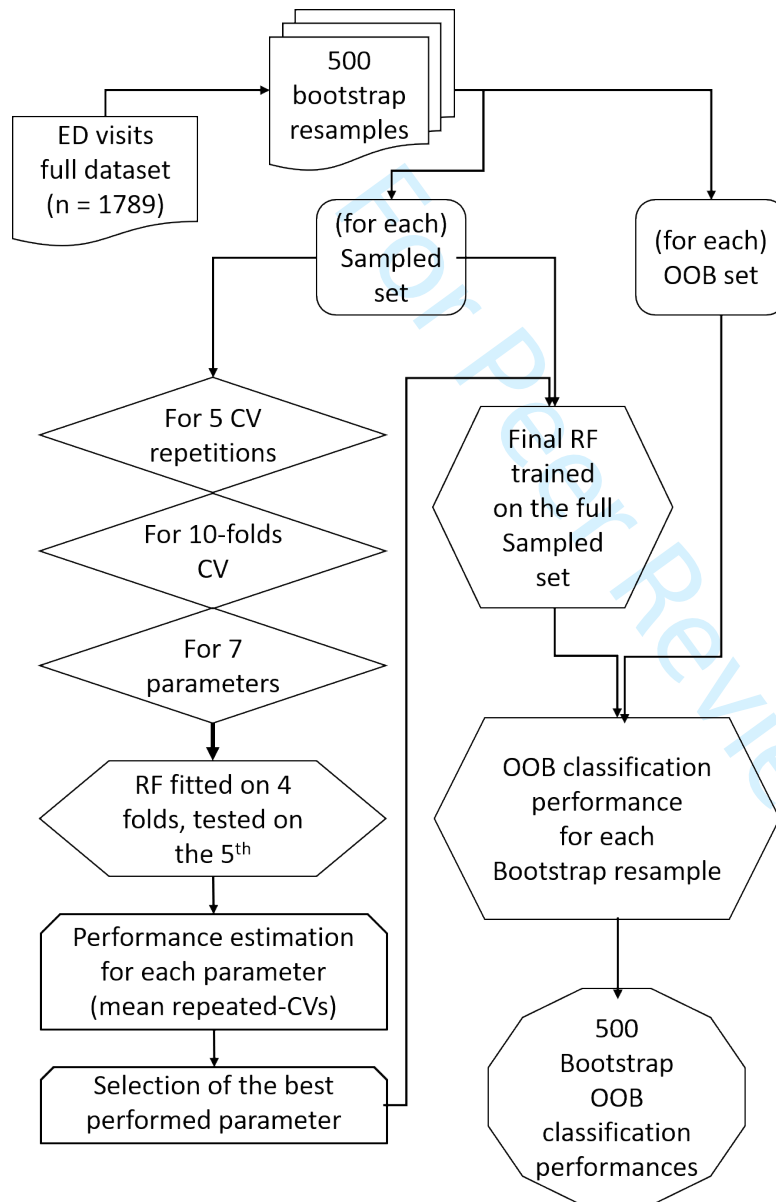 500
bootstrap
resamples
ED visits
full dataset
(n = 1789)
(for each)
Sampled
set
(for each)
OOB set
For 5 CV
repetitions
For 10-folds
CV
For 7
parameters
RF fitted on 4
folds, tested on
the 5th
Performance estimation
for each parameter
(mean repeated-CVs)
Selection of the best
performed parameter
Final RF
trained
on the full
Sampled
set
OOB classification
performance
for each
Bootstrap resample
500
Bootstrap
OOB
classification
performances
For Peer Revie